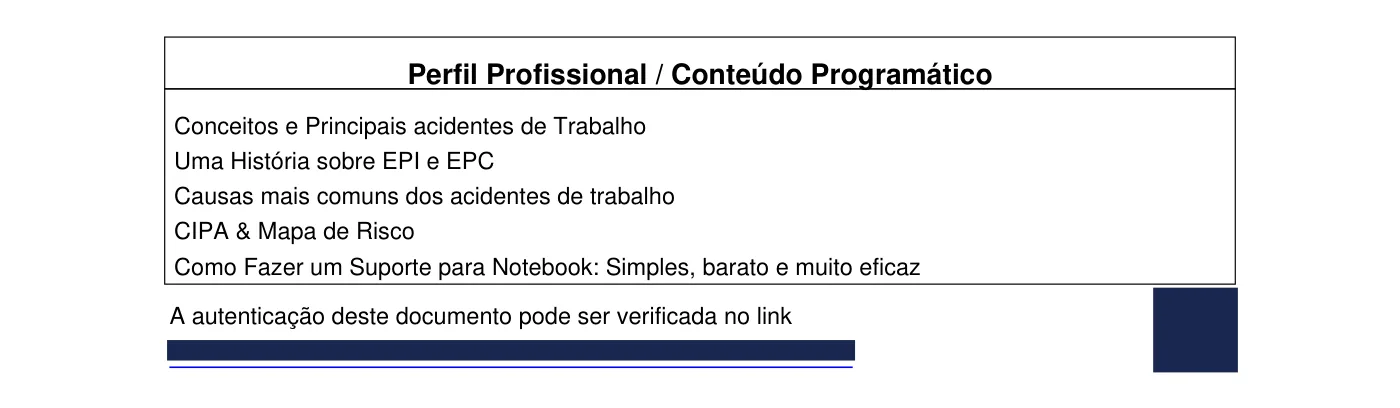 Perfil Profissional / Conteúdo Programático
Conceitos e Principais acidentes de Trabalho
Uma História sobre EPI e EPC
Causas mais comuns dos acidentes de trabalho
CIPA & Mapa de Risco
Como Fazer um Suporte para Notebook: Simples, barato e muito eficaz
A autenticação deste documento pode ser verificada no link